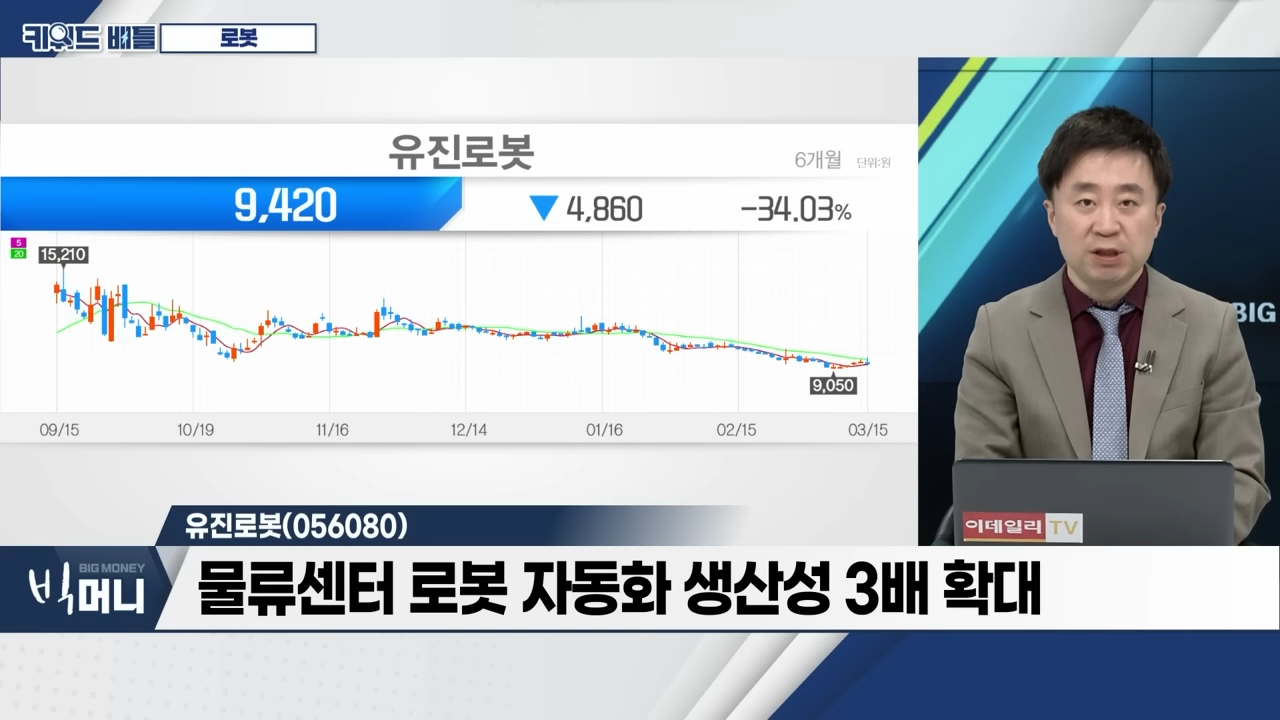 키워드 배틀
로봇
유진로봇
6개월 단위:원
9,420 ▼ 4,860 -34.03%
5
20
15,210
9,050
09/15 10/19 11/16 12/14 01/16 02/15 03/15
BIG
이데일리TV
유진로봇(056080)
BIG MONEY
빅머니
물류센터 로봇 자동화 생산성 3배 확대